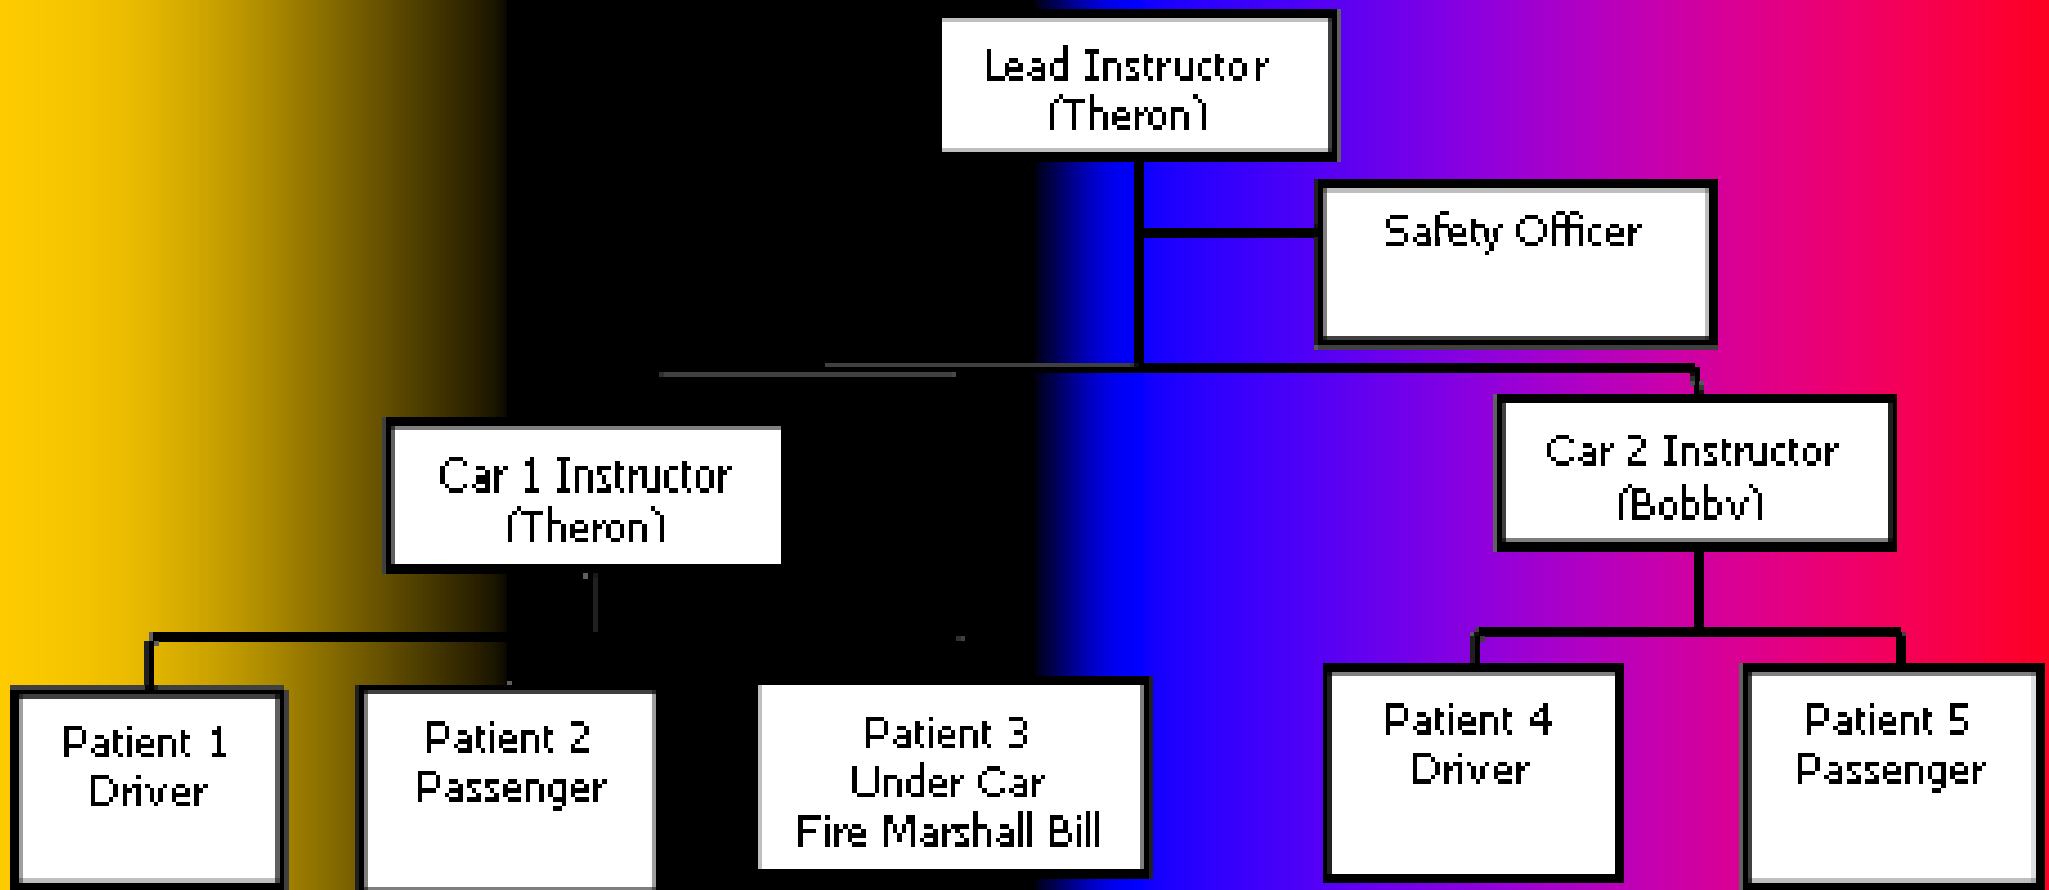 Lead Instructor
(Theron)
Safety Officer
Car 1 Instructor
(Theron)
Car 2 Instructor
(Bobby)
Patient 1
Driver
Patient 2
Passenger
Patient 3
Under Car
Fire Marshall Bill
Patient 4
Driver
Patient 5
Passenger